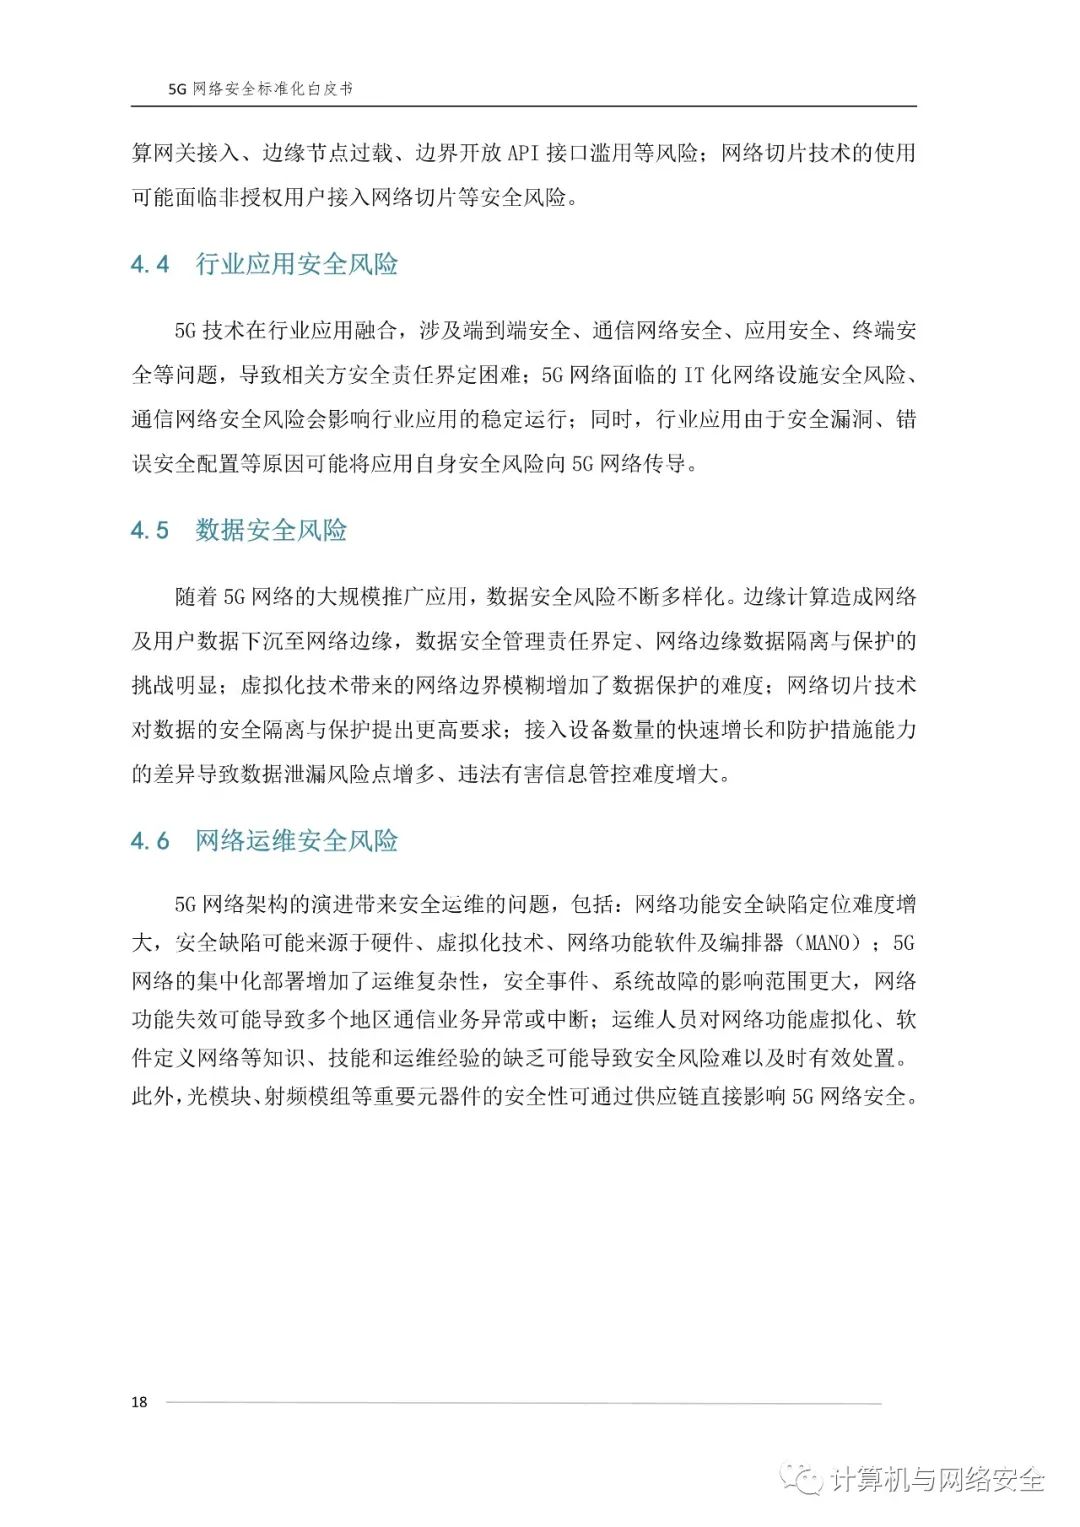 5G 网络安全标准化白皮书
算网关接入、边缘节点过载、边界开放 API 接口滥用等风险；网络切片技术的使用
可能面临非授权用户接入网络切片等安全风险。
4.4 行业应用安全风险
5G 技术在行业应用融合，涉及端到端安全、通信网络安全、应用安全、终端安
全等问题，导致相关方安全责任界定困难；5G 网络面临的 IT 化网络设施安全风险、
通信网络安全风险会影响行业应用的稳定运行；同时，行业应用由于安全漏洞、错
误安全配置等原因可能将应用自身安全风险向 5G 网络传导。
4.5 数据安全风险
随着 5G 网络的大规模推广应用，数据安全风险不断多样化。边缘计算造成网络
及用户数据下沉至网络边缘，数据安全管理责任界定、网络边缘数据隔离与保护的
挑战明显；虚拟化技术带来的网络边界模糊增加了数据保护的难度；网络切片技术
对数据的安全隔离与保护提出更高要求；接入设备数量的快速增长和防护措施能力
的差异导致数据泄漏风险点增多、违法有害信息管控难度增大。
4.6 网络运维安全风险
5G 网络架构的演进带来安全运维的问题，包括：网络功能安全缺陷定位难度增
大，安全缺陷可能来源于硬件、虚拟化技术、网络功能软件及编排器（MANO）；5G
网络的集中化部署增加了运维复杂性，安全事件、系统故障的影响范围更大，网络
功能失效可能导致多个地区通信业务异常或中断；运维人员对网络功能虚拟化、软
件定义网络等知识、技能和运维经验的缺乏可能导致安全风险难以及时有效处置。
此外，光模块、射频模组等重要元器件的安全性可通过供应链直接影响 5G 网络安全。
18
计算机与网络安全